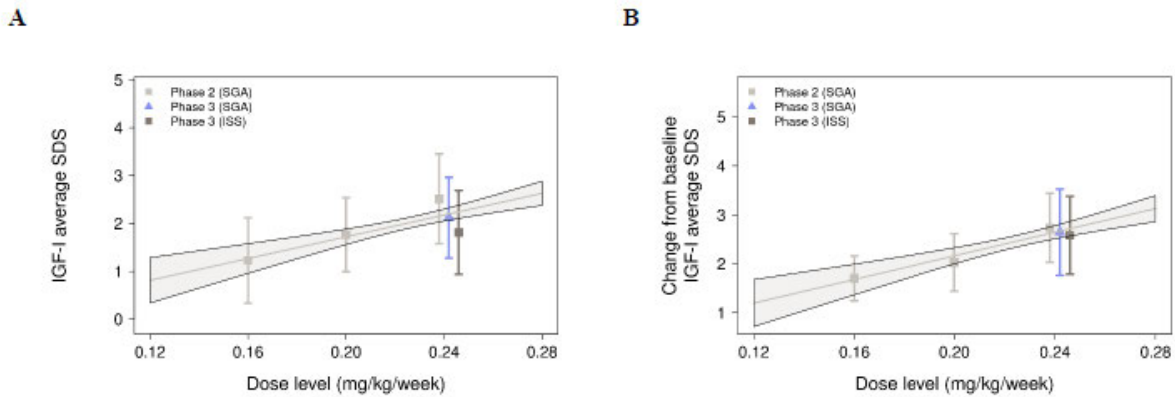 A
IGF-I average SDS
5
4
3
2
1
0
Phase 2 (SGA)
Phase 3 (SGA)
Phase 3 (ISS)
0.12 0.16 0.20 0.24 0.28
Dose level (mg/kg/week)
B
Change from baseline
IGF-I average SDS
5
4
3
2
1
Phase 2 (SGA)
Phase 3 (SGA)
Phase 3 (ISS)
0.12 0.16 0.20 0.24 0.28
Dose level (mg/kg/week)